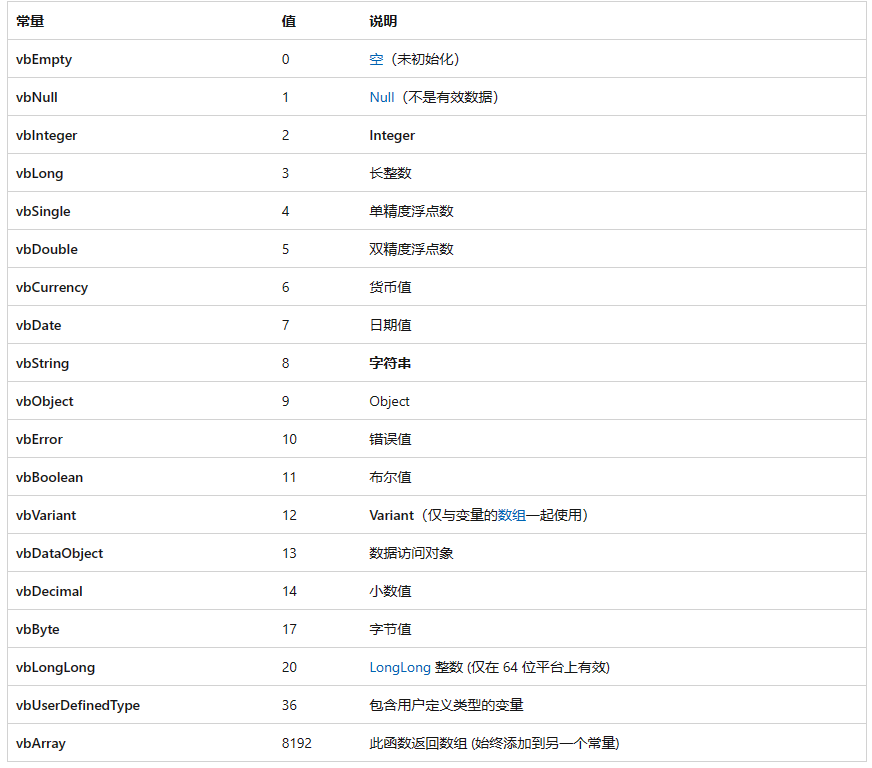 常量 值 说明
vbEmpty 0 空（未初始化）
vbNull 1 Null（不是有效数据）
vbInteger 2 Integer
vbLong 3 长整数
vbSingle 4 单精度浮点数
vbDouble 5 双精度浮点数
vbCurrency 6 货币值
vbDate 7 日期值
vbString 8 字符串
vbObject 9 Object
vbError 10 错误值
vbBoolean 11 布尔值
vbVariant 12 Variant（仅与变量的数组一起使用）
vbDataObject 13 数据访问对象
vbDecimal 14 小数值
vbByte 17 字节值
vbLongLong 20 LongLong 整数 (仅在 64 位平台上有效)
vbUserDefinedType 36 包含用户定义类型的变量
vbArray 8192 此函数返回数组 (始终添加到另一个常量)